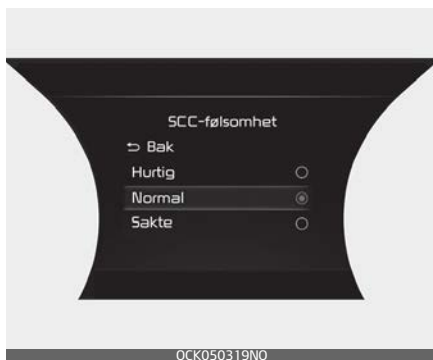 SCC-følsomhet
⮌ Bak
Hurtig
Normal
Sakte
OCK050319NO